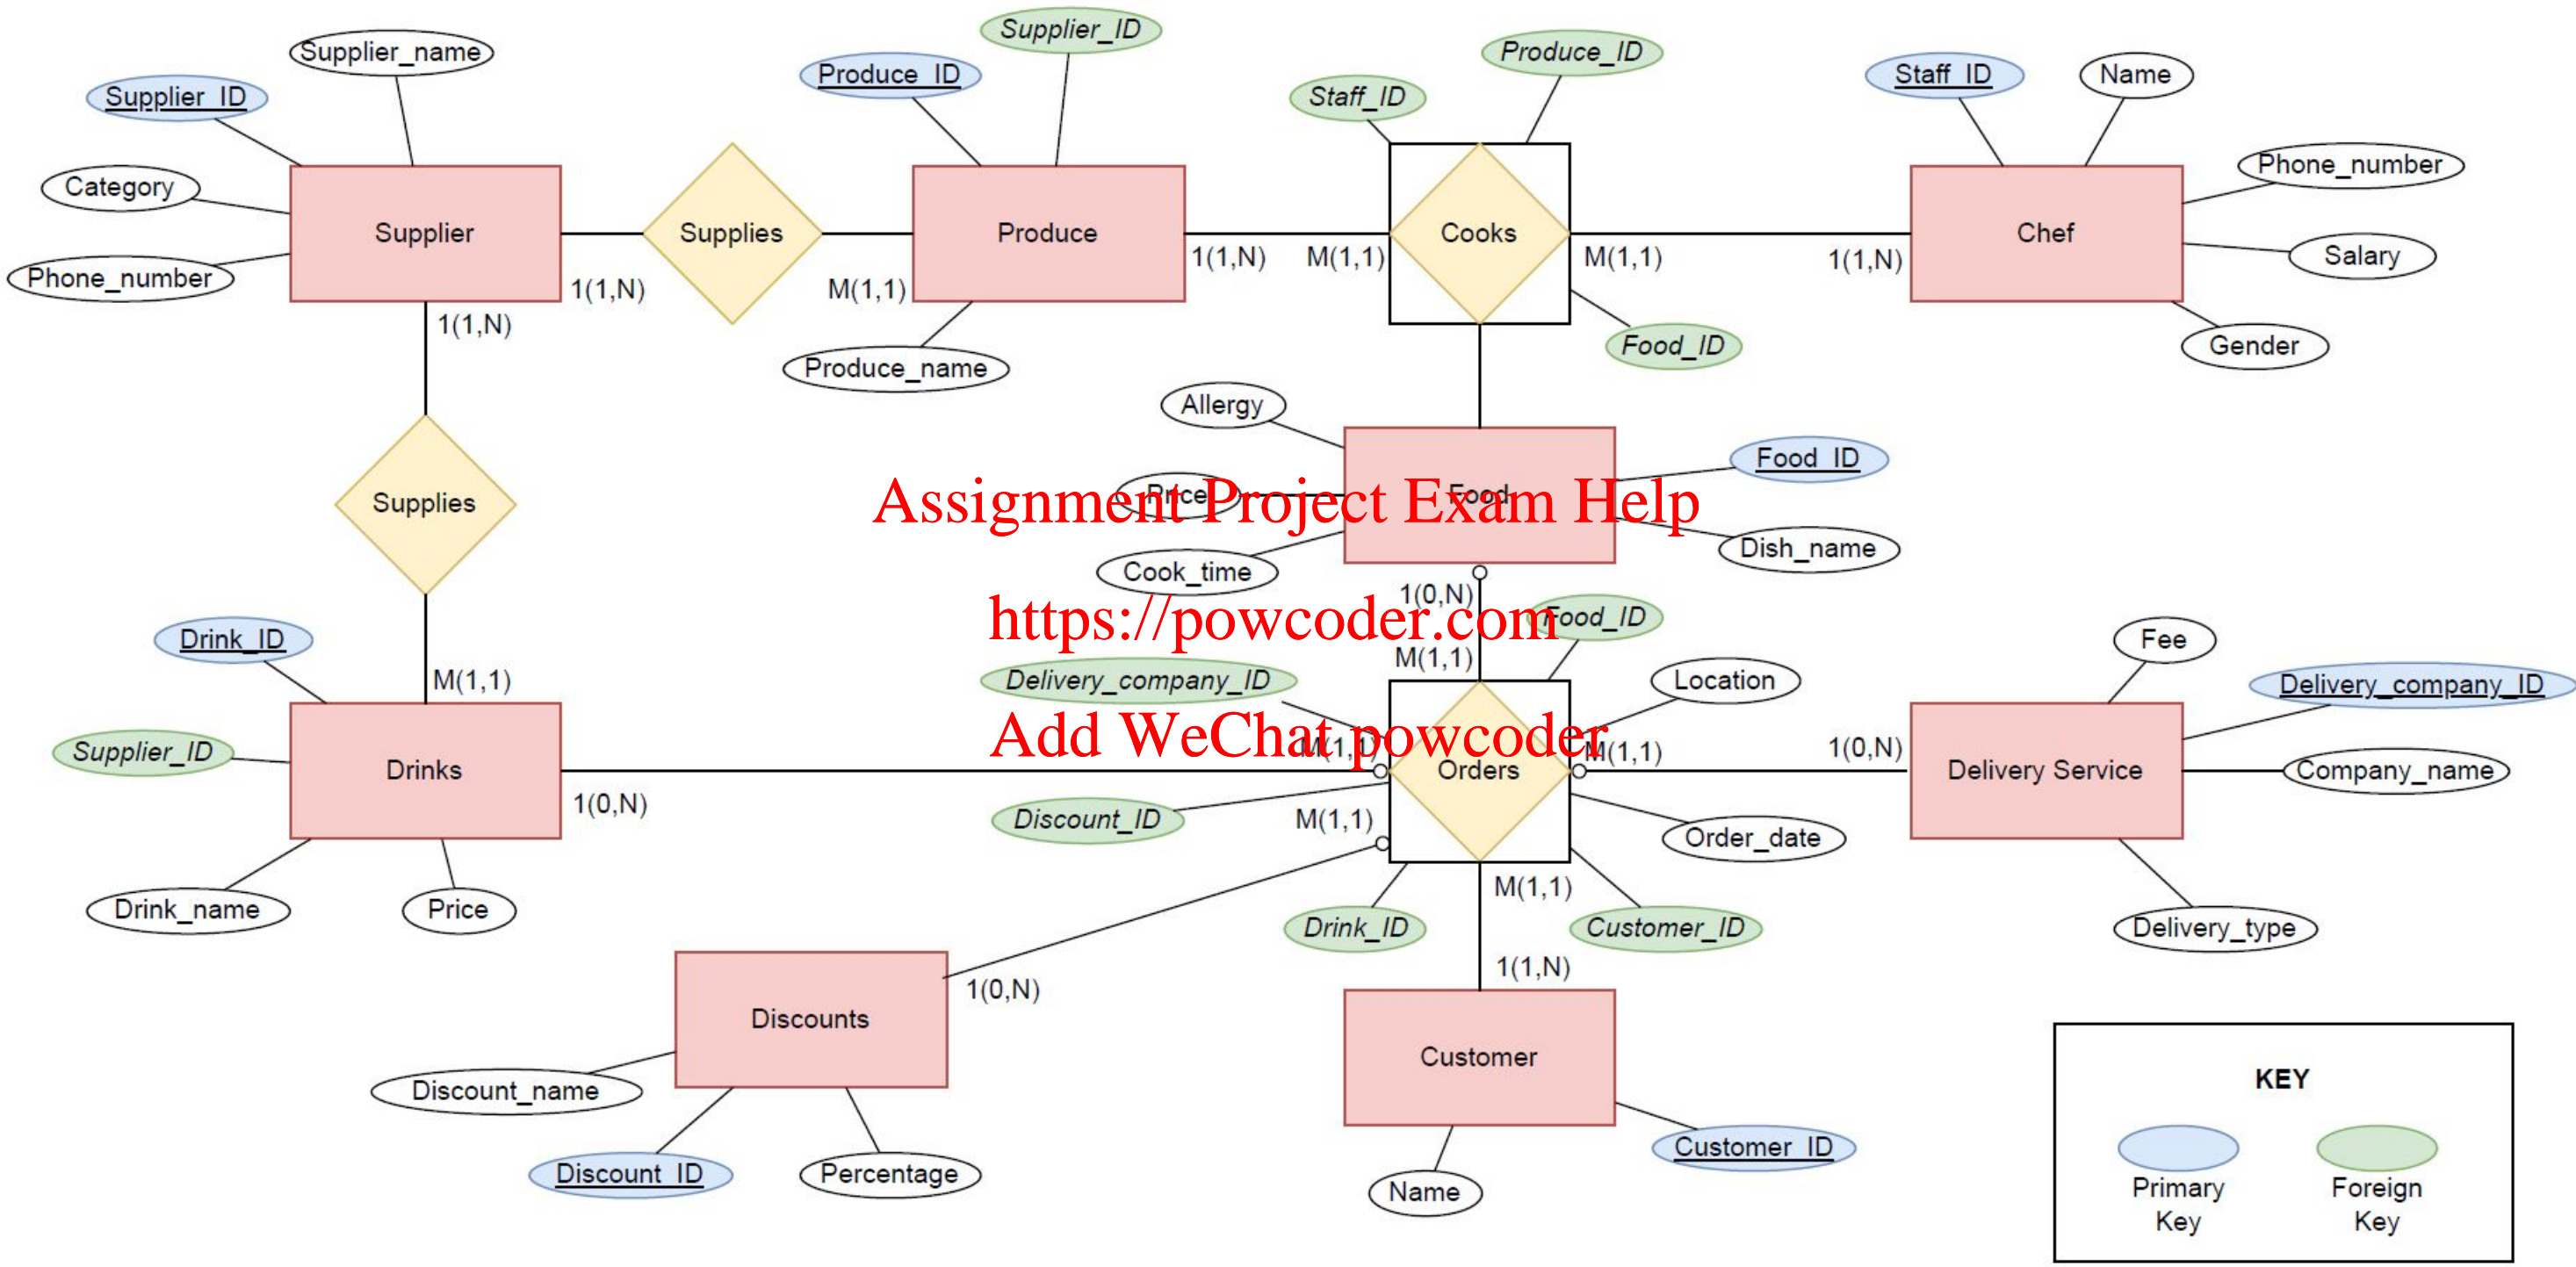 Supplier_ID
Supplier_name
Category
Phone_number
Supplier
1(1,N)
1(1,N)
Supplies
M(1,1)
Produce_ID
Supplier_ID
Produce
Produce_name
1(1,N)
M(1,1)
Staff_ID
Produce_ID
Cooks
Food_ID
M(1,1)
1(1,N)
Staff_ID
Name
Phone_number
Salary
Gender
Chef
Supplies
M(1,1)
Drink_ID
Supplier_ID
Drinks
Drink_name
Price
1(0,N)
Allergy
Price
Cook_time
Food
Food_ID
Dish_name
Assignment Project Exam Help
1(0,N)
https://powcoder.com
Food_ID
M(1,1)
Delivery_company_ID
Location
Add WeChat powcoder
M(1,1)
M(1,1)
Orders
1(0,N)
Discount_ID
M(1,1)
Order_date
Drink_ID
M(1,1)
Customer_ID
Fee
Delivery_company_ID
Delivery Service
Company_name
Delivery_type
1(0,N)
Discounts
Discount_name
Discount_ID
Percentage
1(1,N)
Customer
Name
Customer_ID
KEY
Primary
Key
Foreign
Key